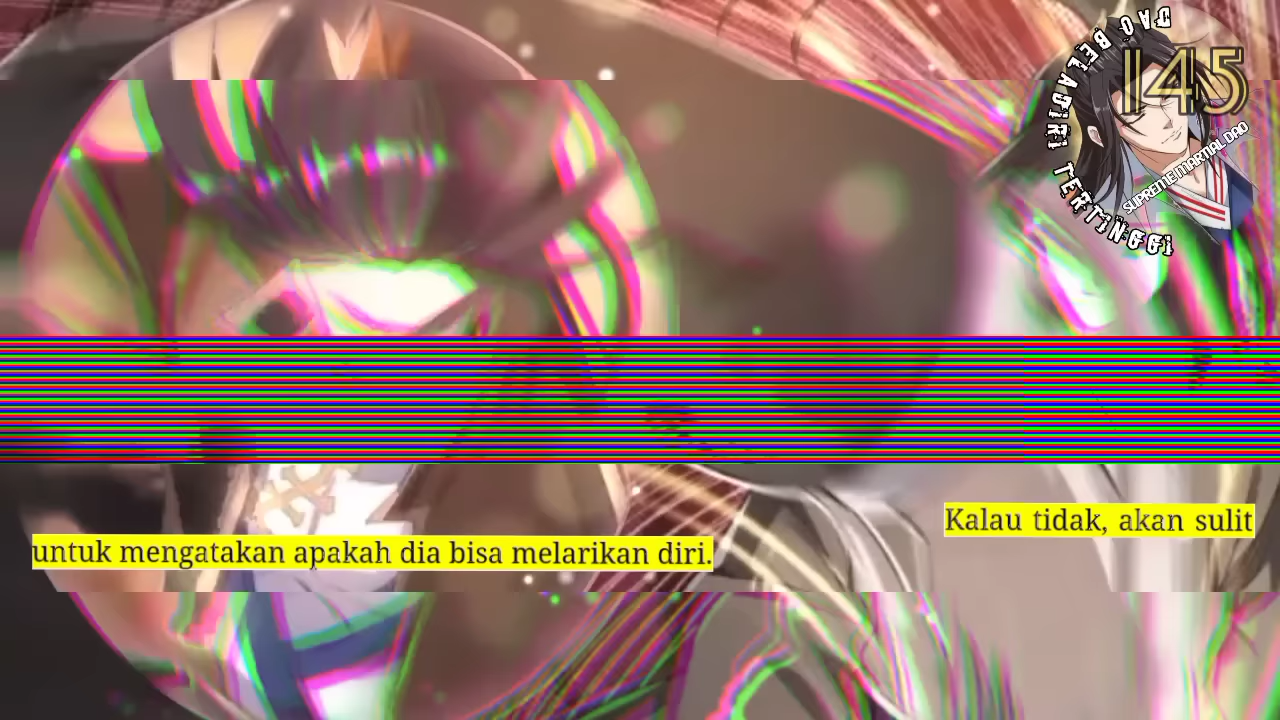 DAO BELADIRI TERTINGGI
145
SUPREME MARTIAL DAO
Kalau tidak, akan sulit
untuk mengatakan apakah dia bisa melarikan diri.